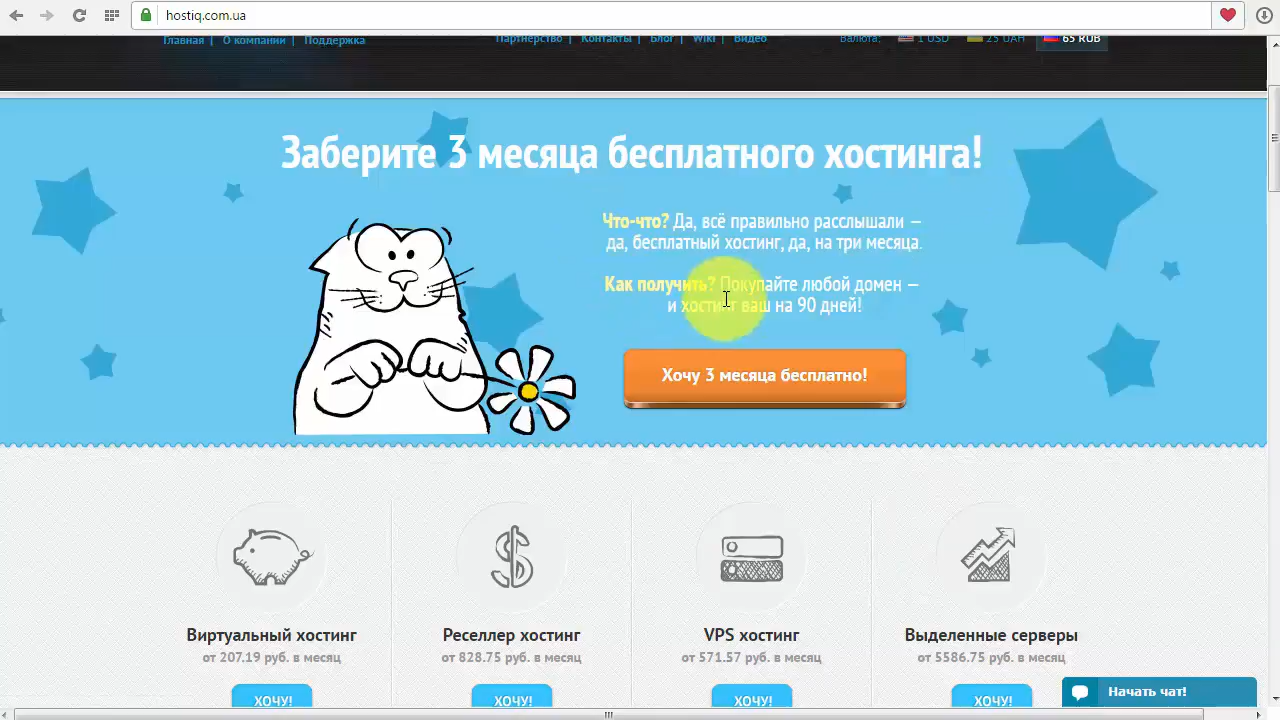 hostiq.com.ua
Главная | О компании | Поддержка
Партнерство | Контакты | Блог | Wiki | Видео
Валюта: 1 USD 25 UAH 65 RUB
Заберите 3 месяца бесплатного хостинга!
Что-что? Да, всё правильно расслышали —
да, бесплатный хостинг, да, на три месяца.
Как получить? Покупайте любой домен —
и хостинг ваш на 90 дней!
Хочу 3 месяца бесплатно!
Виртуальный хостинг
от 207.19 руб. в месяц
ХОЧУ!
Реселлер хостинг
от 828.75 руб. в месяц
ХОЧУ!
VPS хостинг
от 571.57 руб. в месяц
ХОЧУ!
Выделенные серверы
от 5586.75 руб. в месяц
ХОЧУ!
Начать чат!